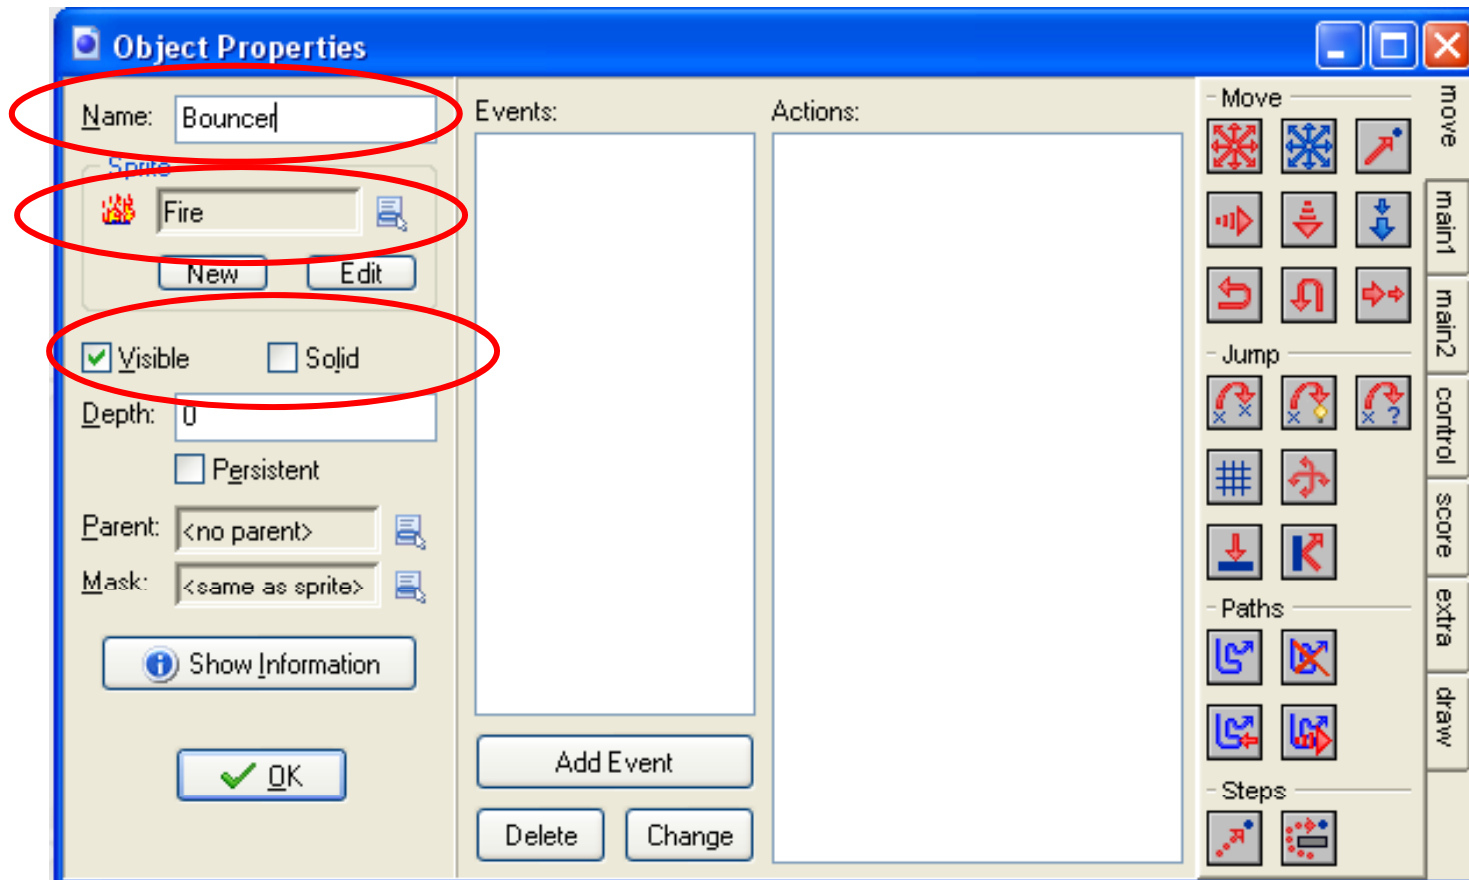 Object Properties
Name: Bouncer
Sprite
Fire
New Edit
Visible Solid
Depth: 0
Persistent
Parent: <no parent>
Mask: <same as sprite>
Show Information
OK
Events:
Add Event
Delete Change
Actions:
Move
Jump
Paths
Steps
move
main1
main2
control
score
extra
draw